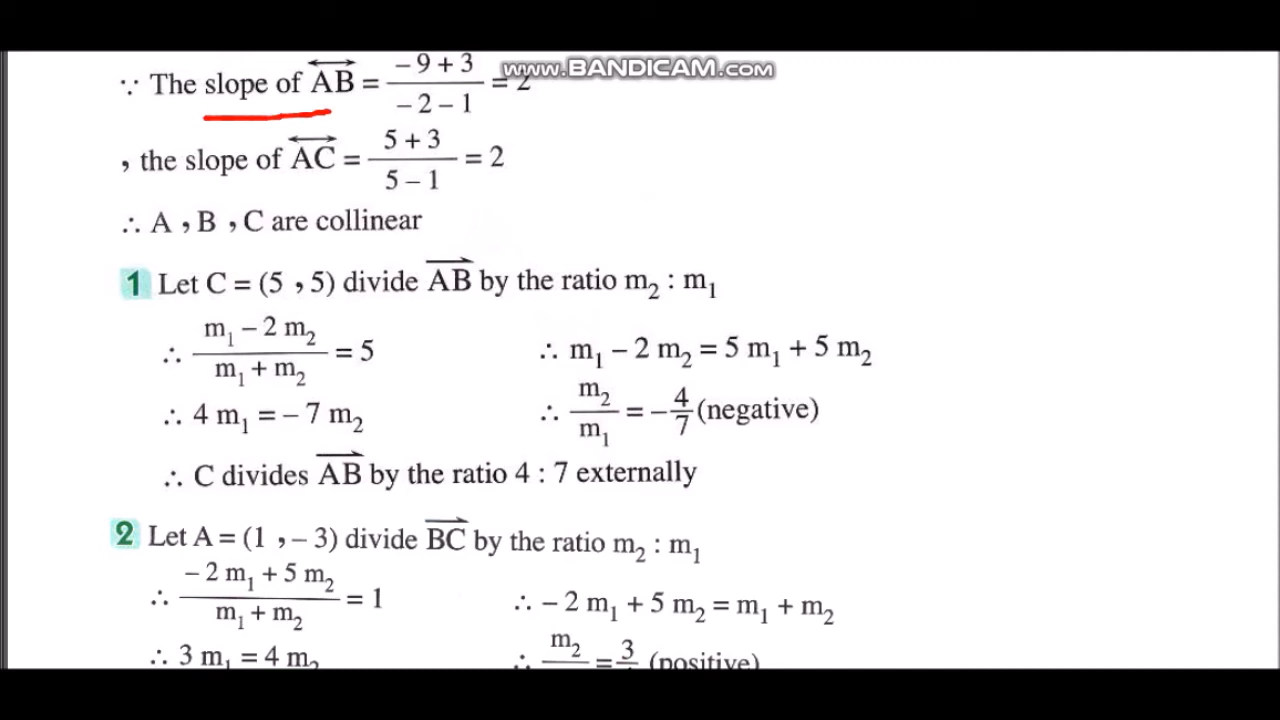 ∵ The slope of AB = (−9 + 3)/(−2 − 1) = 2
www.BANDICAM.com
, the slope of AC = (5 + 3)/(5 − 1) = 2
∴ A , B , C are collinear
1 Let C = (5 , 5) divide AB by the ratio m₂ : m₁
∴ (m₁ − 2 m₂)/(m₁ + m₂) = 5 ∴ m₁ − 2 m₂ = 5 m₁ + 5 m₂
∴ 4 m₁ = − 7 m₂ ∴ m₂/m₁ = − 4/7 (negative)
∴ C divides AB by the ratio 4 : 7 externally
2 Let A = (1 , − 3) divide BC by the ratio m₂ : m₁
∴ (− 2 m₁ + 5 m₂)/(m₁ + m₂) = 1 ∴ − 2 m₁ + 5 m₂ = m₁ + m₂
∴ 3 m₁ = 4 m₂ ∴ m₂ = 3 (positive)